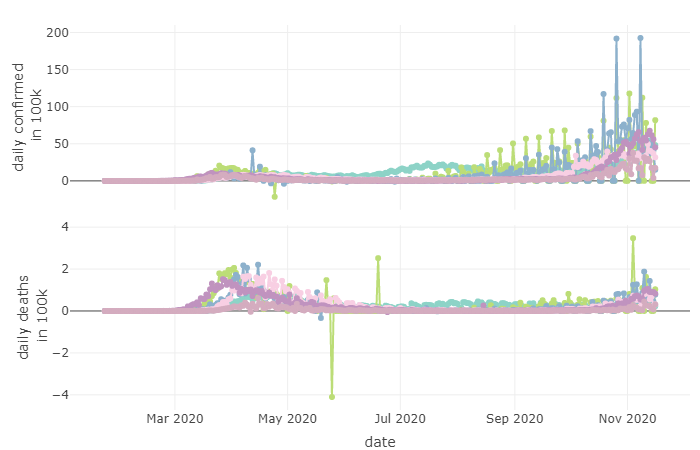 200
150
100
50
0
daily confirmed
in 100k
4
2
0
−2
−4
daily deaths
in 100k
Mar 2020
May 2020
Jul 2020
Sep 2020
Nov 2020
date